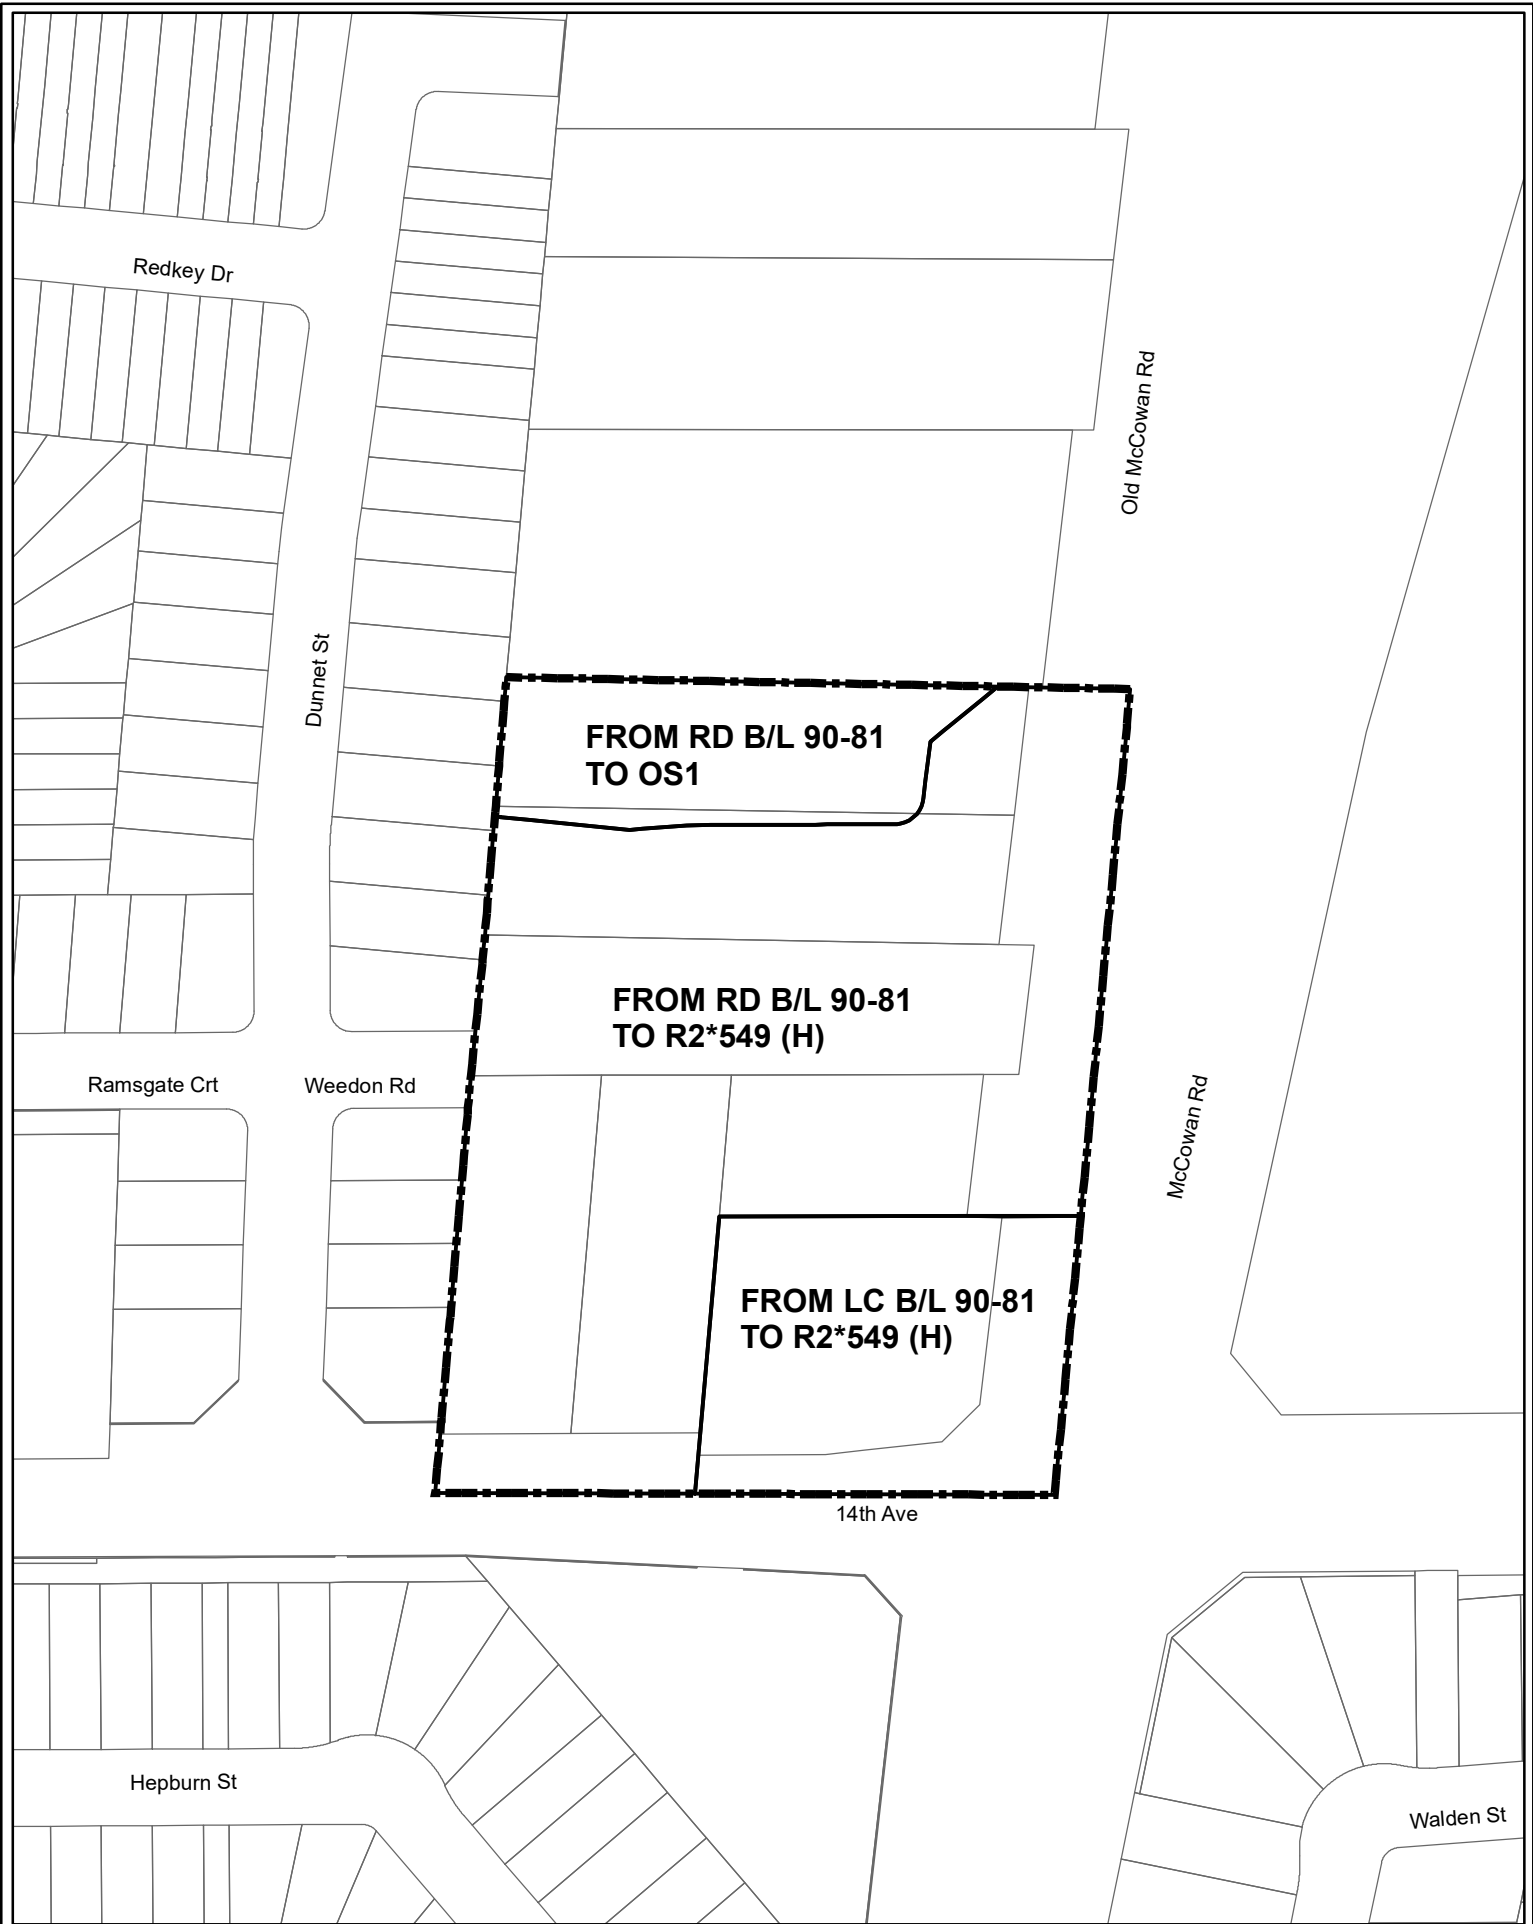 Redkey Dr
Old McCowan Rd
Dunnet St
FROM RD B/L 90-81
TO OS1
FROM RD B/L 90-81
TO R2*549 (H)
Ramsgate Crt
Weedon Rd
McCowan Rd
FROM LC B/L 90-81
TO R2*549 (H)
14th Ave
Hepburn St
Walden St